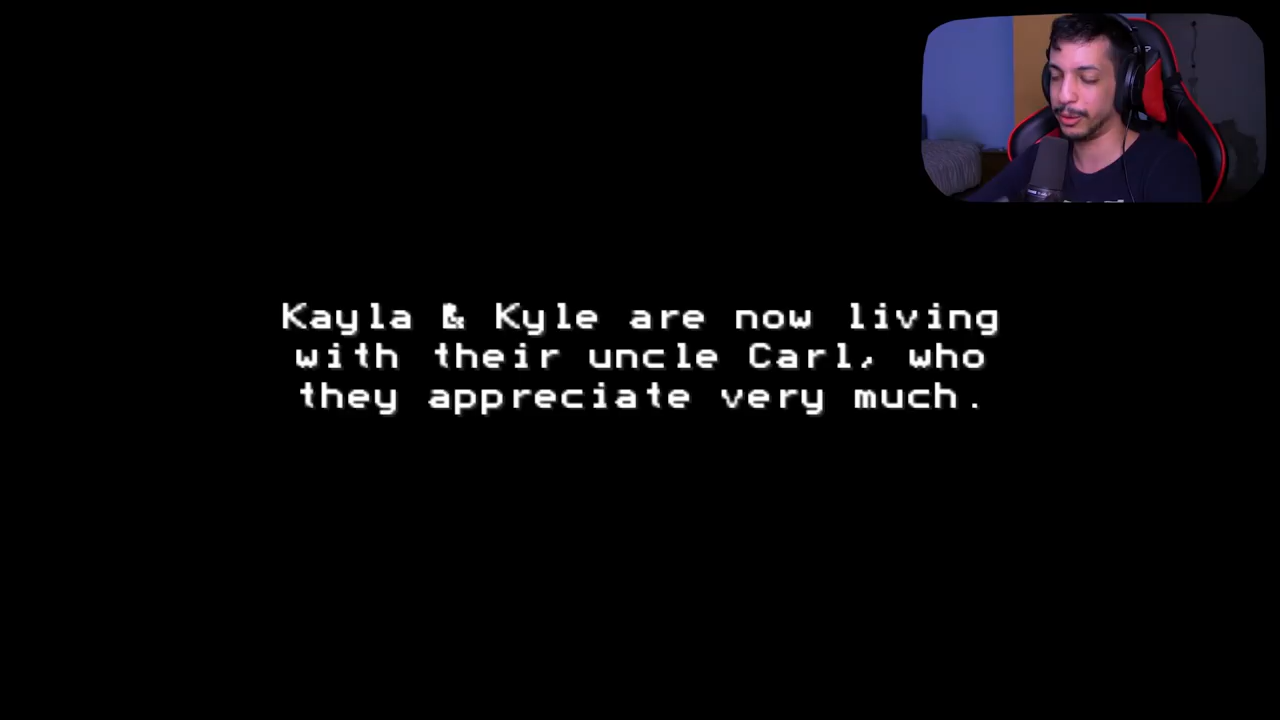 Kayla & Kyle are now living
with their uncle Carl, who
they appreciate very much.